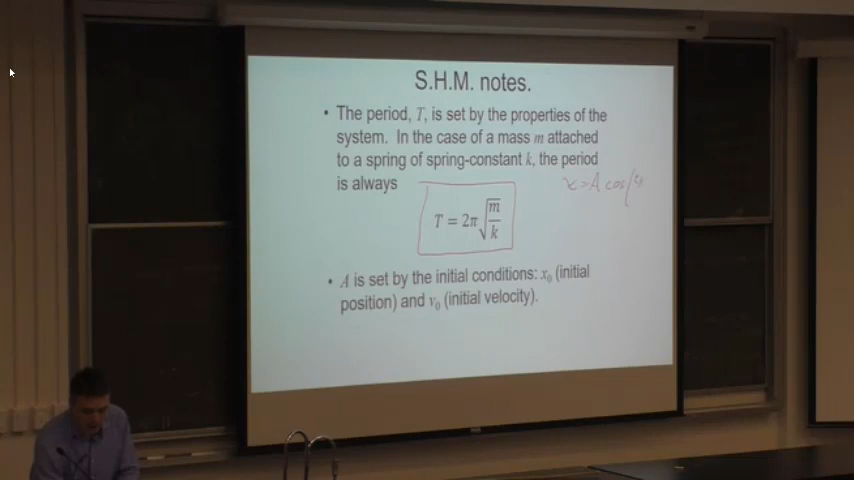 S.H.M. notes.
• The period, T, is set by the properties of the
system. In the case of a mass m attached
to a spring of spring-constant k, the period
is always
x = A cos(
T = 2π √(m/k)
• A is set by the initial conditions: x₀ (initial
position) and v₀ (initial velocity).